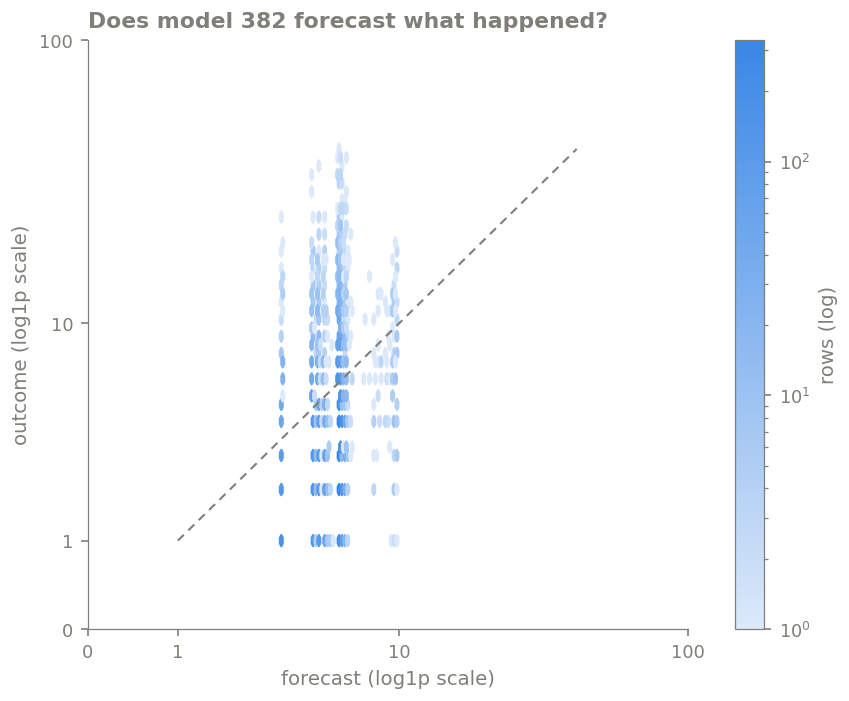 Does model 382 forecast what happened?
100
10
1
0
outcome (log1p scale)
0 1 10 100
forecast (log1p scale)
10²
10¹
10⁰
rows (log)